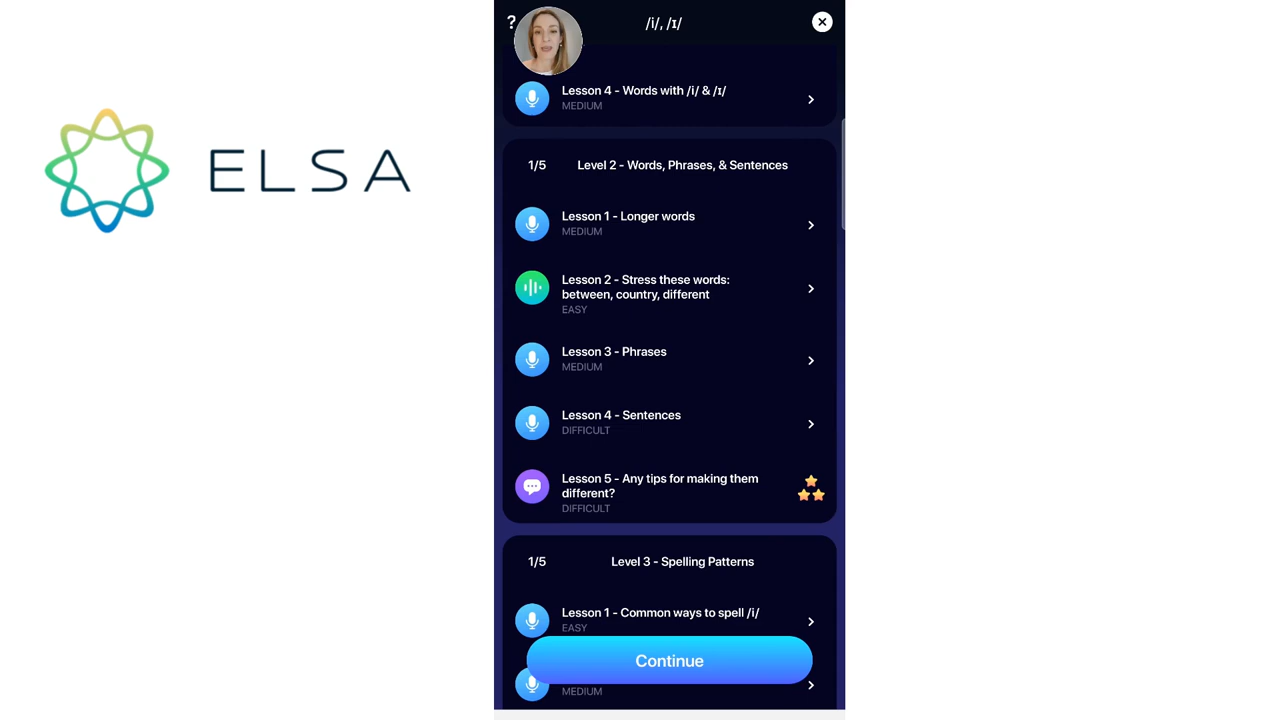 ELSA
?
/i/, /ɪ/
Lesson 4 - Words with /i/ & /ɪ/
MEDIUM
1/5 Level 2 - Words, Phrases, & Sentences
Lesson 1 - Longer words
MEDIUM
Lesson 2 - Stress these words:
between, country, different
EASY
Lesson 3 - Phrases
MEDIUM
Lesson 4 - Sentences
DIFFICULT
Lesson 5 - Any tips for making them
different?
DIFFICULT
1/5 Level 3 - Spelling Patterns
Lesson 1 - Common ways to spell /i/
EASY
Continue
MEDIUM